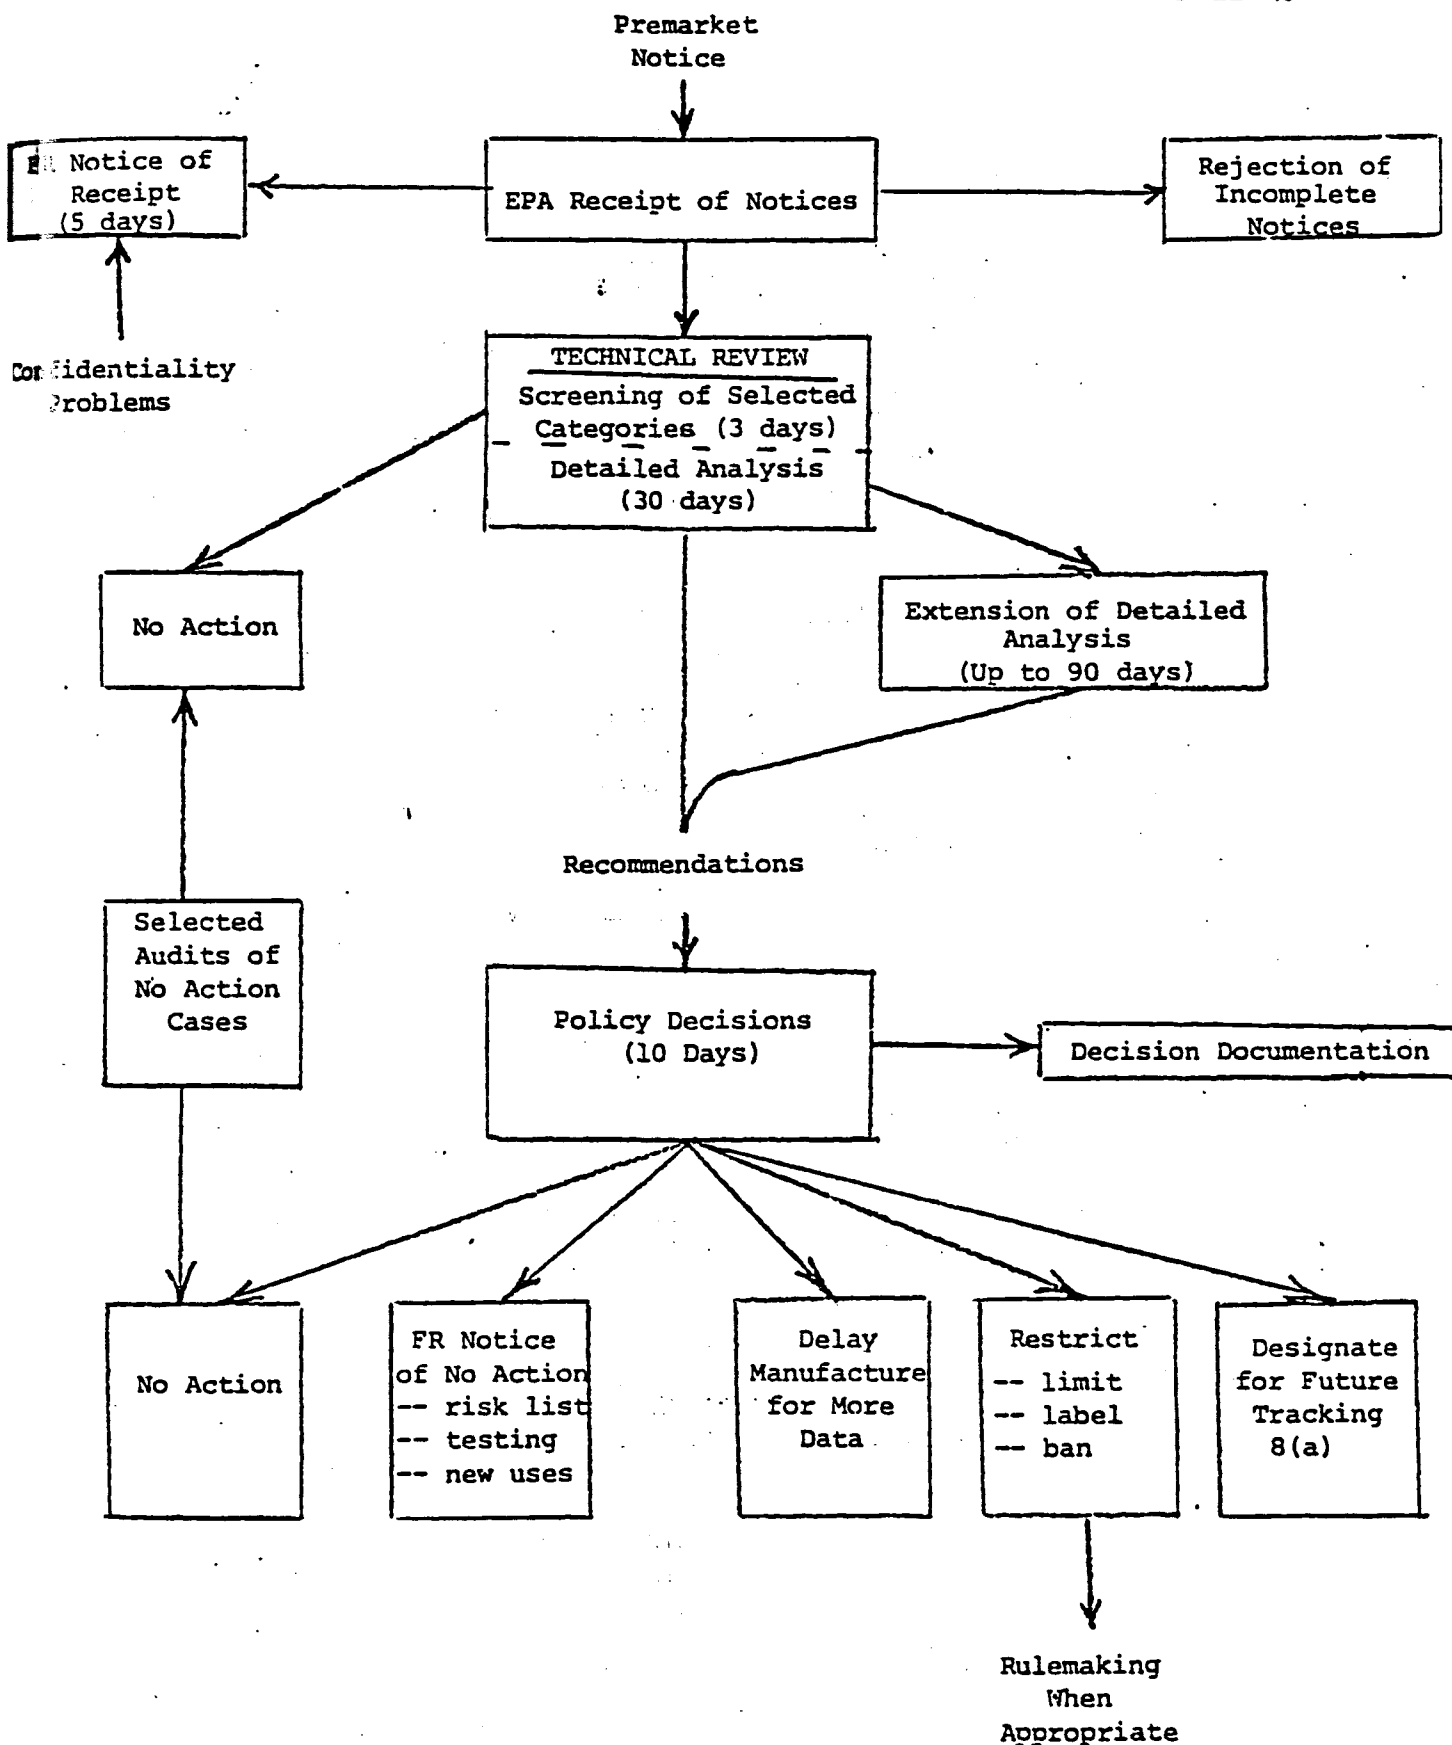 Premarket
Notice
Notice of
Receipt
(5 days)
EPA Receipt of Notices
Rejection of
Incomplete
Notices
Confidentiality
Problems
TECHNICAL REVIEW
Screening of Selected
Categories (3 days)
Detailed Analysis
(30 days)
No Action
Extension of Detailed
Analysis
(Up to 90 days)
Recommendations
Selected
Audits of
No Action
Cases
Policy Decisions
(10 Days)
Decision Documentation
No Action
FR Notice
of No Action
-- risk list
-- testing
-- new uses
Delay
Manufacture
for More
Data
Restrict
-- limit
-- label
-- ban
Designate
for Future
Tracking
8(a)
Rulemaking
When
Appropriate